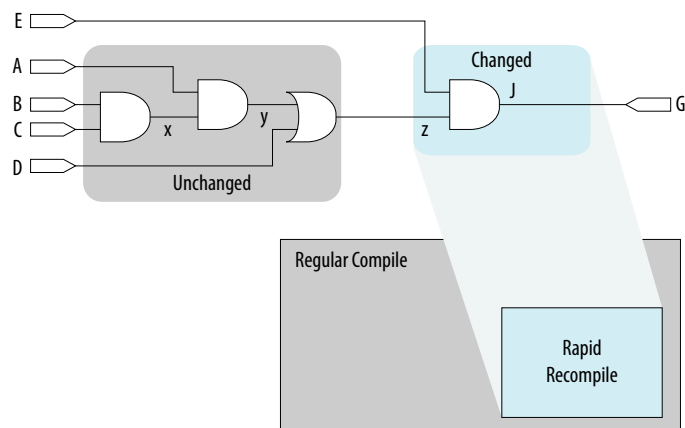 E
Changed
A
J
B
G
C
x
y
z
D
Unchanged
Regular Compile
Rapid
Recompile